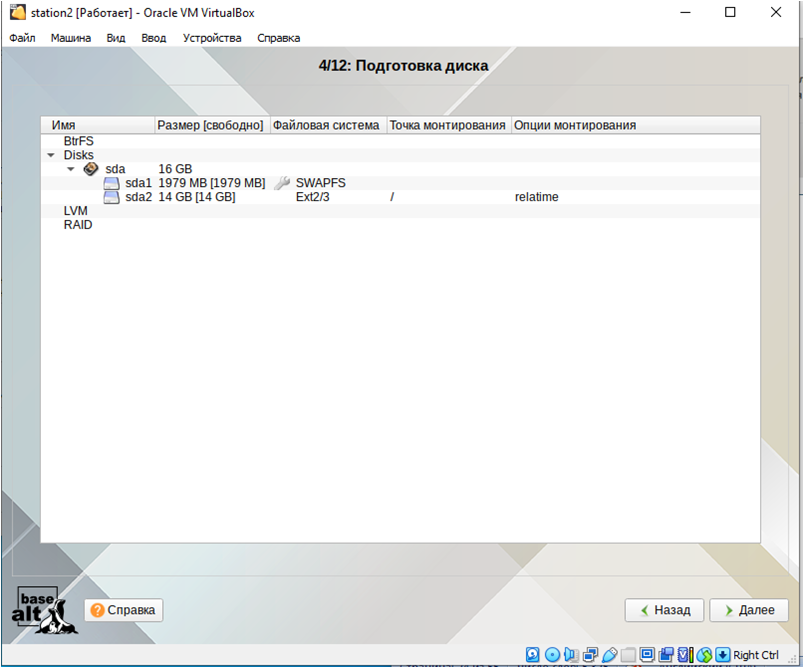 station2 [Работает] - Oracle VM VirtualBox
Файл Машина Вид Ввод Устройства Справка
4/12: Подготовка диска
Имя Размер [свободно] Файловая система Точка монтирования Опции монтирования
BtrFS
Disks
sda 16 GB
sda1 1979 MB [1979 MB] SWAPFS
sda2 14 GB [14 GB] Ext2/3 / relatime
LVM
RAID
base
alt
Справка Назад Далее
Right Ctrl